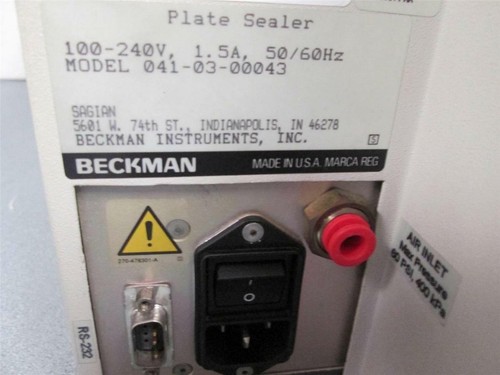 Plate Sealer
100-240V, 1.5A, 50/60Hz
MODEL 041-03-00043
SAGIAN
5601 W. 74th ST., INDIANAPOLIS, IN 46278
BECKMAN INSTRUMENTS, INC.
BECKMAN
MADE IN U.S.A. MARCA REG
AIR INLET
Max Pressure
60 PSI, 400 kPa
RS-232